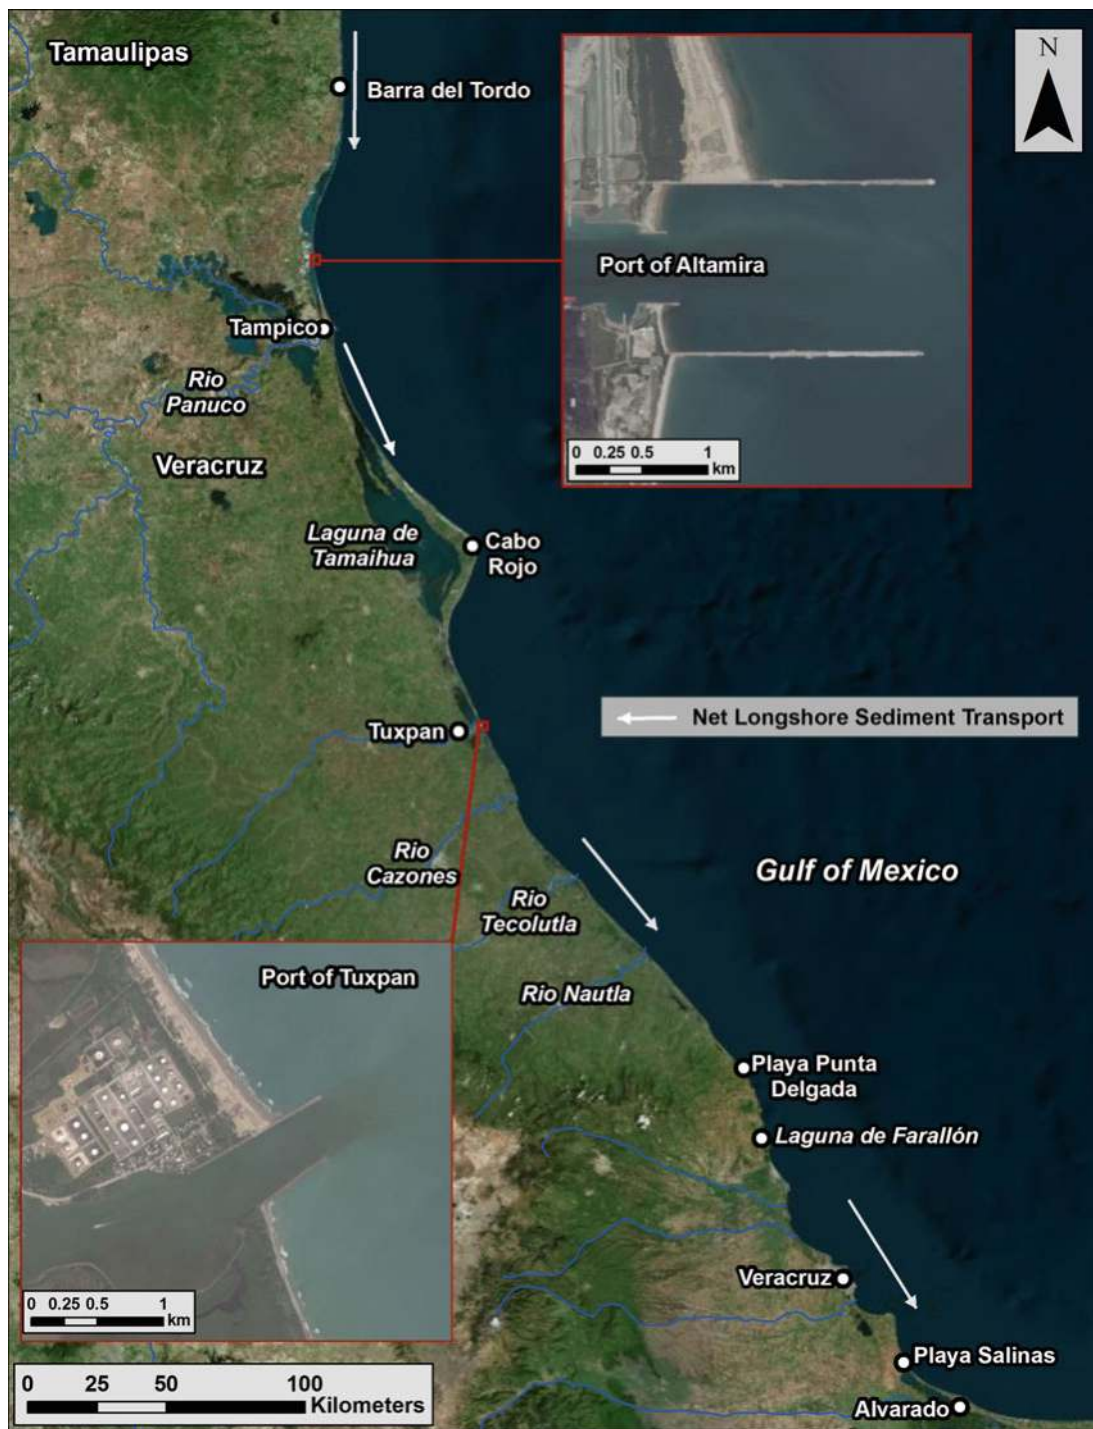 Tamaulipas
Barra del Tordo
N
Port of Altamira
Tampico
Rio
Panuco
Veracruz
0 0.25 0.5 1
km
Laguna de
Tamaihua
Cabo
Rojo
Net Longshore Sediment Transport
Tuxpan
Rio
Cazones
Gulf of Mexico
Rio
Tecolutla
Port of Tuxpan
Rio Nautla
Playa Punta
Delgada
Laguna de Farallón
Veracruz
0 0.25 0.5 1
km
Playa Salinas
0 25 50 100
Kilometers
Alvarado